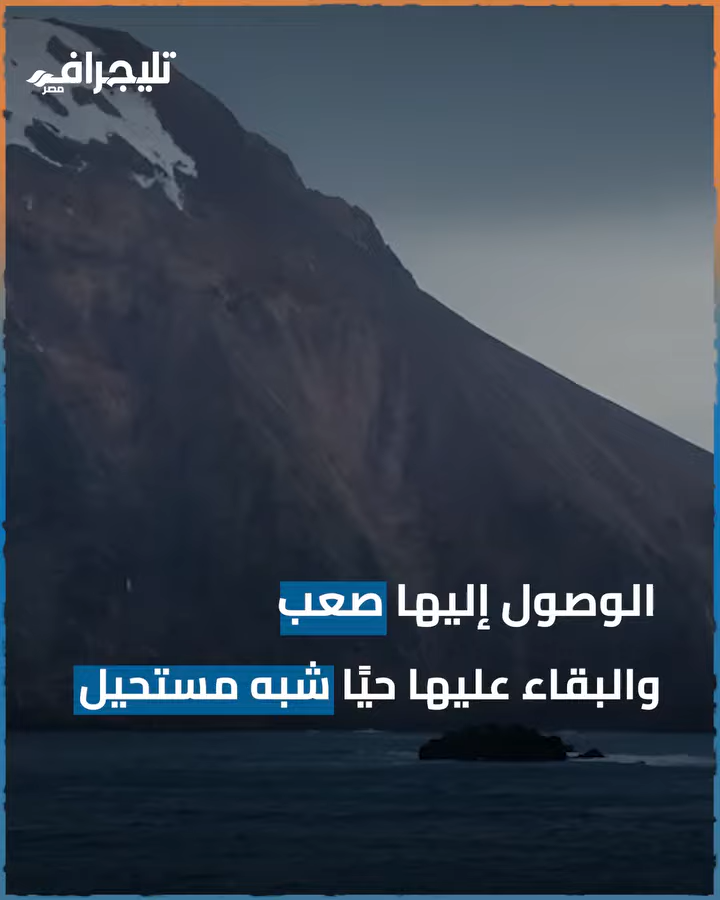 تليجراف
مصر
الوصول إليها صعب
والبقاء عليها حيًا شبه مستحيل